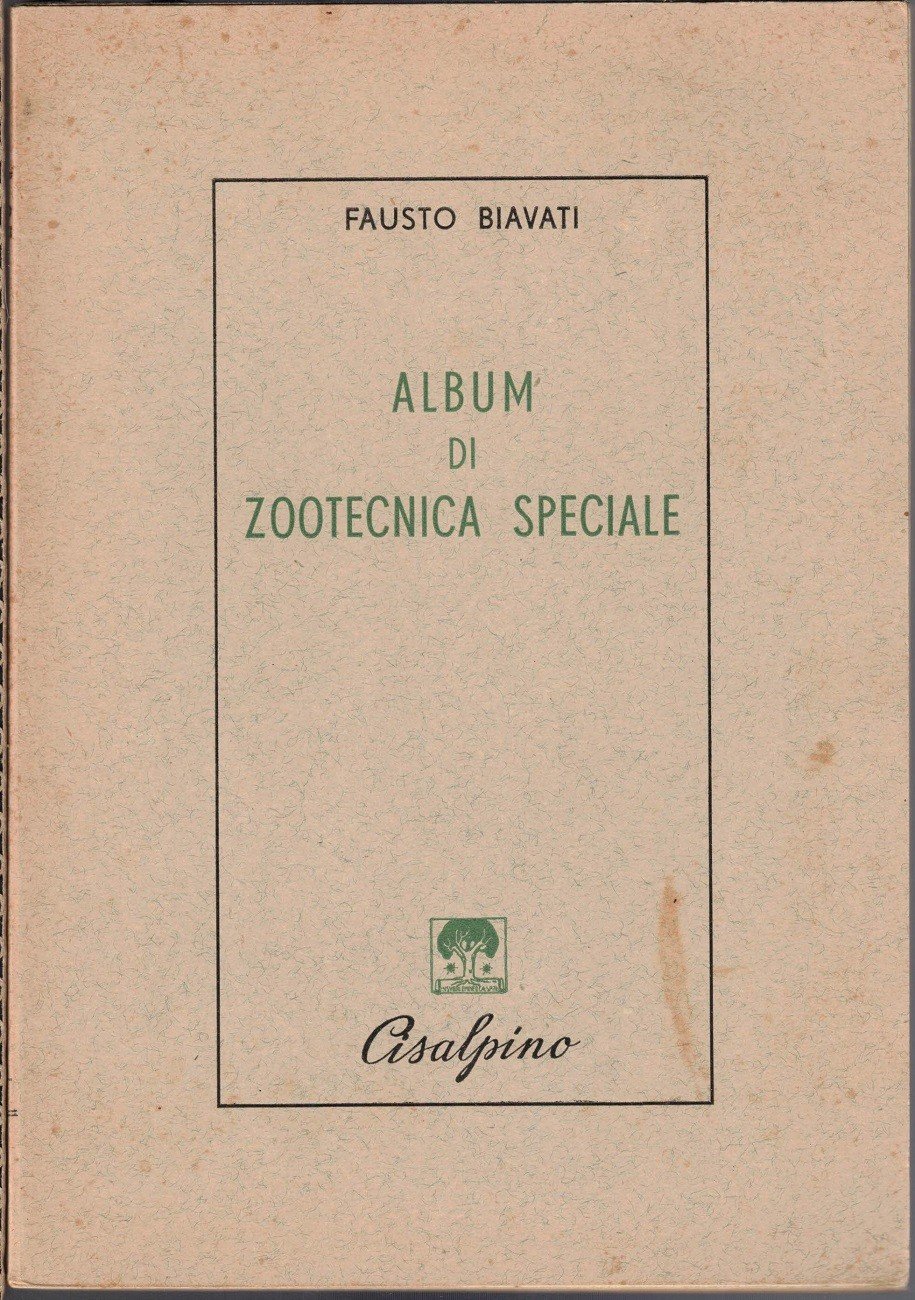 FAUSTO BIAVATI
ALBUM
DI
ZOOTECNICA SPECIALE
Cisalpino